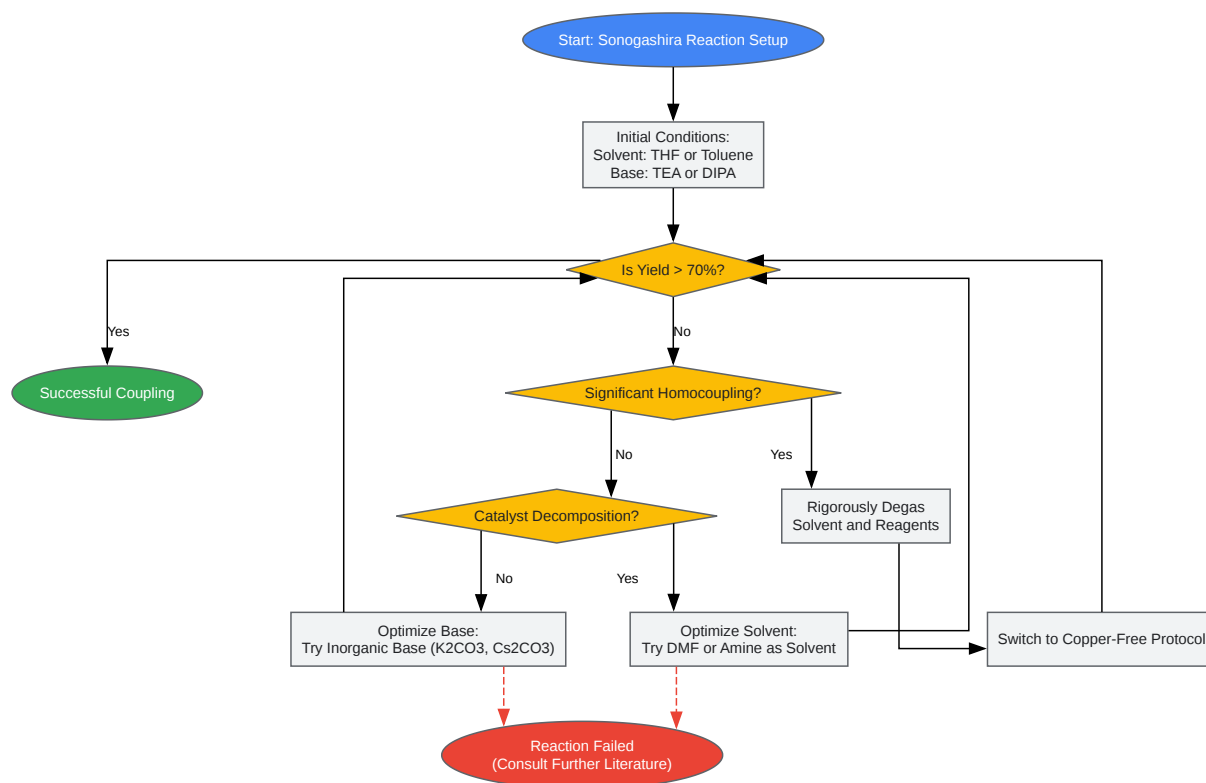 Start: Sonogashira Reaction Setup
Initial Conditions:
Solvent: THF or Toluene
Base: TEA or DIPA
Is Yield > 70%?
Yes
No
Successful Coupling
Significant Homocoupling?
No
Yes
Catalyst Decomposition?
Rigorously Degas
Solvent and Reagents
No
Yes
Optimize Base:
Try Inorganic Base (K2CO3, Cs2CO3)
Optimize Solvent:
Try DMF or Amine as Solvent
Switch to Copper-Free Protocol
Reaction Failed
(Consult Further Literature)